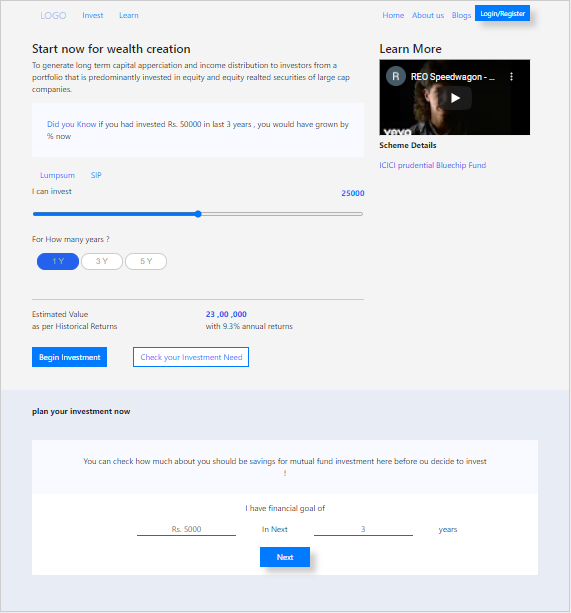 LOGO Invest Learn Home About us Blogs Login/Register
Start now for wealth creation
To generate long term capital apperciation and income distribution to investors from a
portfolio that is predominantly invested in equity and equity realted securities of large cap
companies.
Did you Know if you had invested Rs. 50000 in last 3 years , you would have grown by
% now
Lumpsum SIP
I can invest 25000
For How many years ?
1 Y 3 Y 5 Y
Estimated Value 23 ,00 ,000
as per Historical Returns with 9.3% annual returns
Begin Investment Check your Investment Need
Learn More
R REO Speedwagon - ...
vevo
Scheme Details
ICICI prudential Bluechip Fund
plan your investment now
You can check how much about you should be savings for mutual fund investment here before ou decide to invest
!
I have financial goal of
Rs. 5000 In Next 3 years
Next